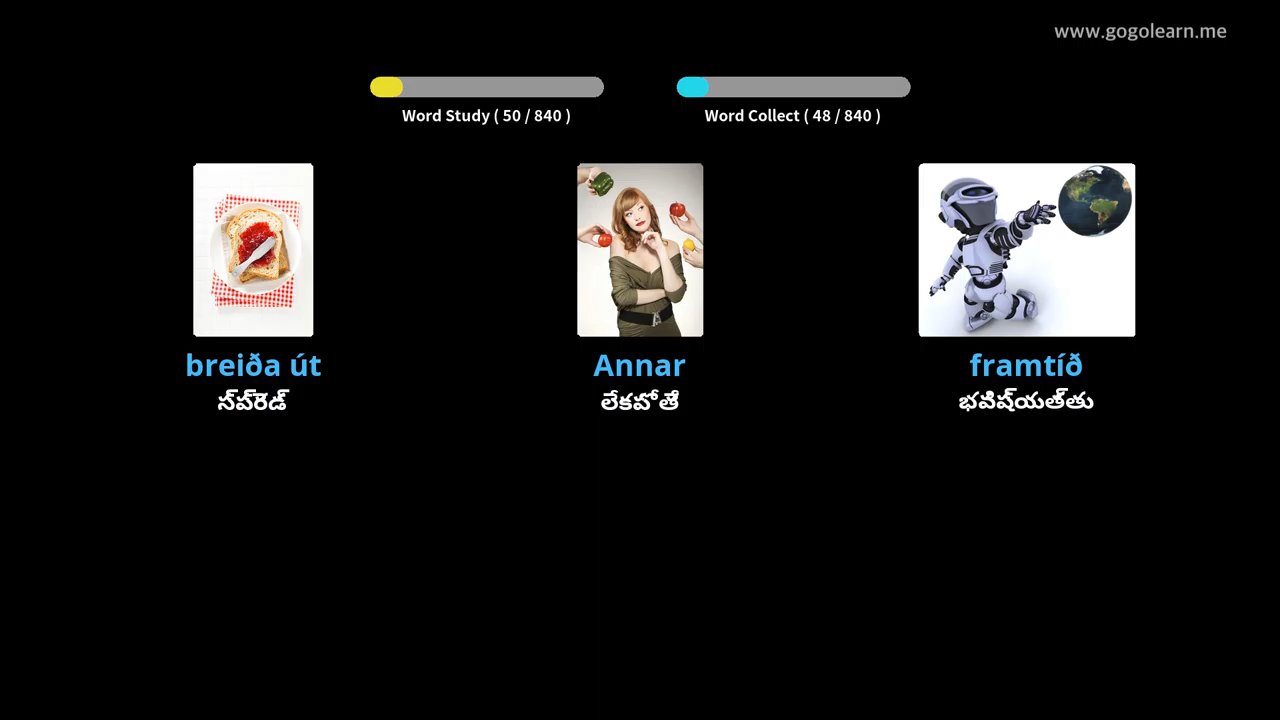 www.gogolearn.me
Word Study ( 50 / 840 )
Word Collect ( 48 / 840 )
breiða út
Annar
framtíð
స్ప్రెడ్
లేకపోతే
భవిష్యత్తు